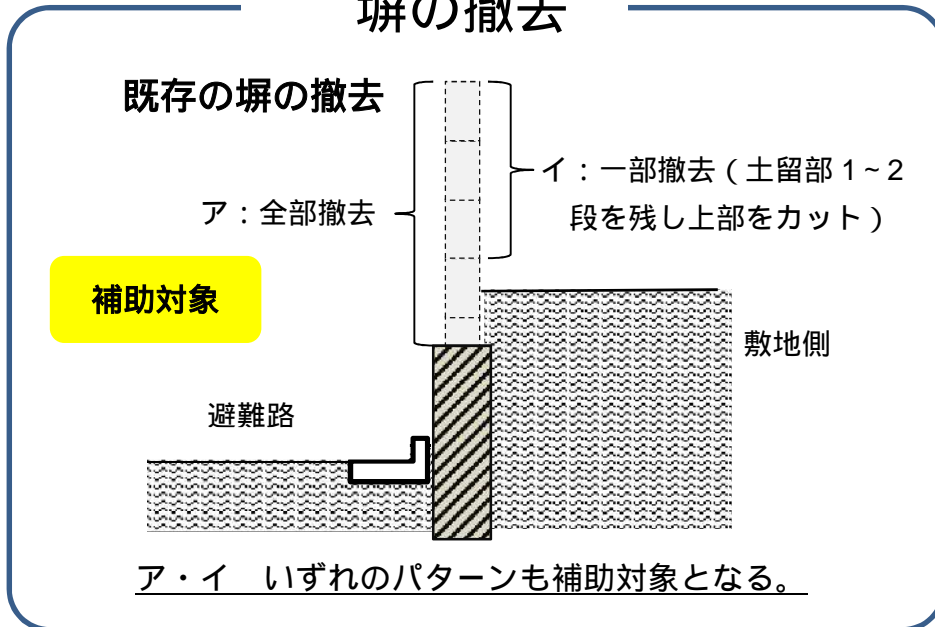 塀の撤去
既存の塀の撤去
イ：一部撤去（土留部１~２
段を残し上部をカット）
ア：全部撤去
補助対象
敷地側
避難路
ア・イ　いずれのパターンも補助対象となる。